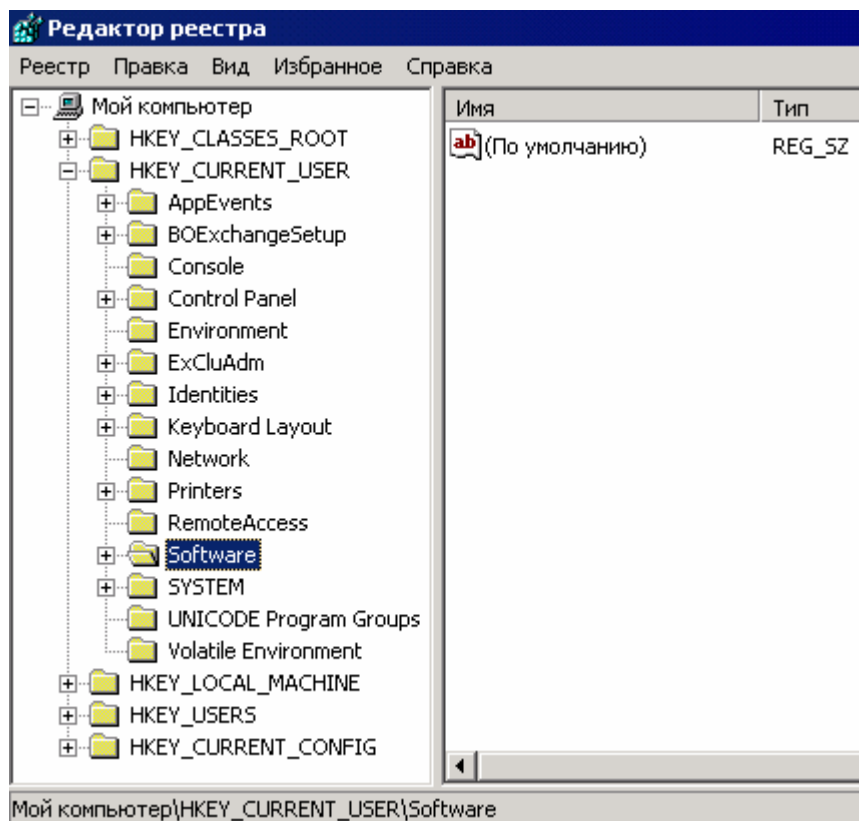 Редактор реестра
Реестр Правка Вид Избранное Справка
Мой компьютер
HKEY_CLASSES_ROOT
HKEY_CURRENT_USER
AppEvents
BOExchangeSetup
Console
Control Panel
Environment
ExCluAdm
Identities
Keyboard Layout
Network
Printers
RemoteAccess
Software
SYSTEM
UNICODE Program Groups
Volatile Environment
HKEY_LOCAL_MACHINE
HKEY_USERS
HKEY_CURRENT_CONFIG
Имя Тип
ab (По умолчанию) REG_SZ
Мой компьютер\HKEY_CURRENT_USER\Software